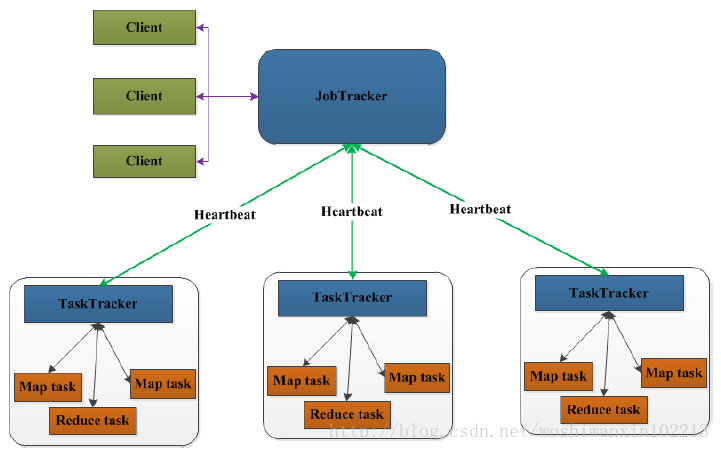 Client
Client
JobTracker
Client
Heartbeat
Heartbeat
Heartbeat
TaskTracker
TaskTracker
TaskTracker
Map task
Map task
Reduce task
Map task
Map task
Reduce task
Map task
Map task
Reduce task
http://blog.csdn.net/woshiwanxin102213